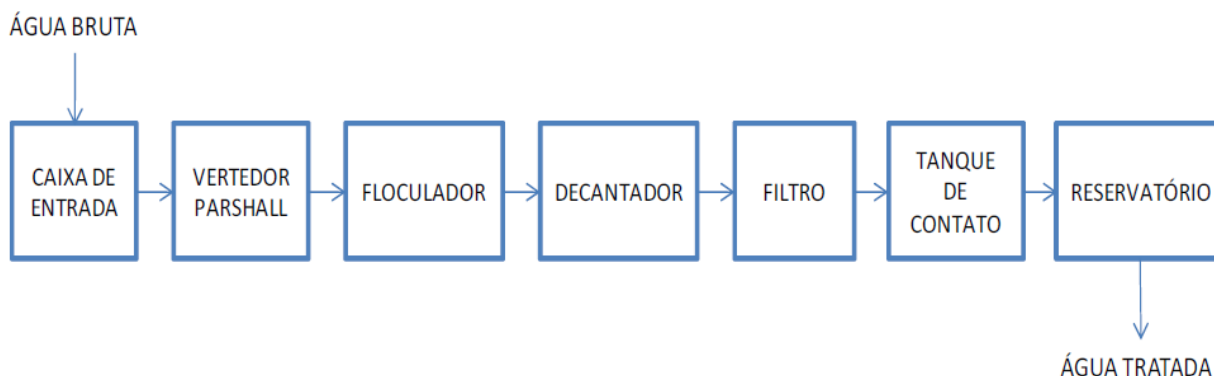 ÁGUA BRUTA
CAIXA DE
ENTRADA
VERTEDOR
PARSHALL
FLOCULADOR
DECANTADOR
FILTRO
TANQUE
DE
CONTATO
RESERVATÓRIO
ÁGUA TRATADA